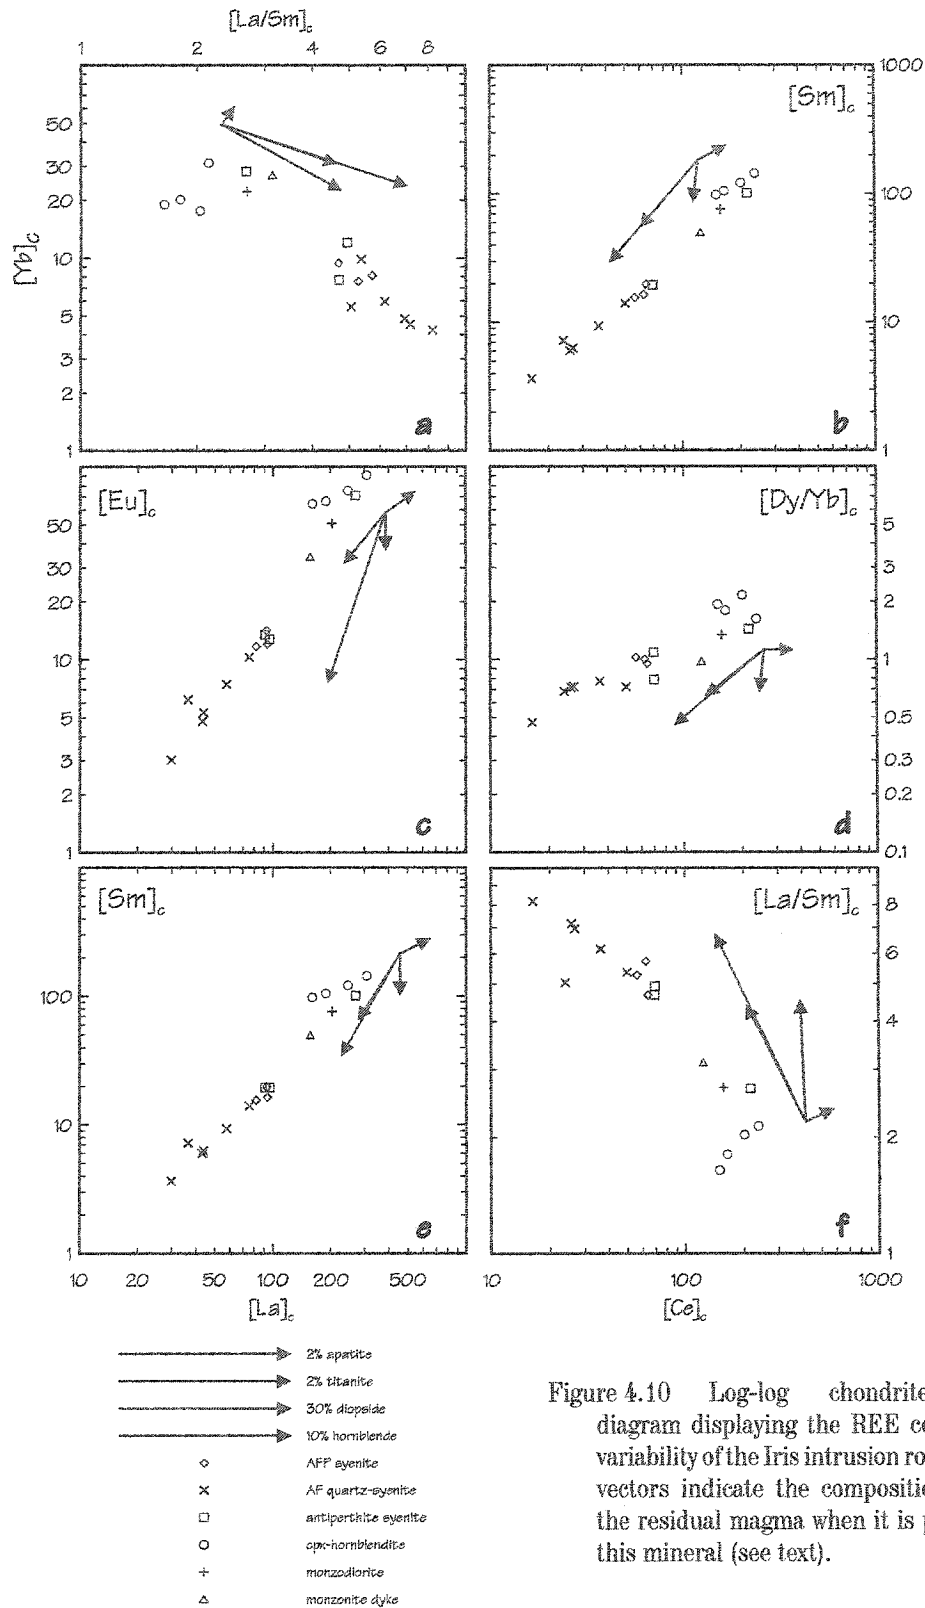 [La/Sm]c
1 2 4 6 8
[Yb]c
50
30
20
10
5
3
2
1
a
[Sm]c
1000
100
10
1
b
[Eu]c
50
30
20
10
5
3
2
1
c
[Dy/Yb]c
5
3
2
1
0.5
0.3
0.2
0.1
d
[Sm]c
100
10
1
e
10 20 50 100 200 500
[La]c
[La/Sm]c
8
6
4
2
1
f
10 100 1000
[Ce]c
2% apatite
2% titanite
30% diopside
10% hornblende
AFP syenite
AF quartz-syenite
antiperthite syenite
cpx-hornblendite
monzodiorite
monzonite dyke
Figure 4.10 Log-log chondrite
diagram displaying the REE co
variability of the Iris intrusion ro
vectors indicate the compositi
the residual magma when it is p
this mineral (see text).